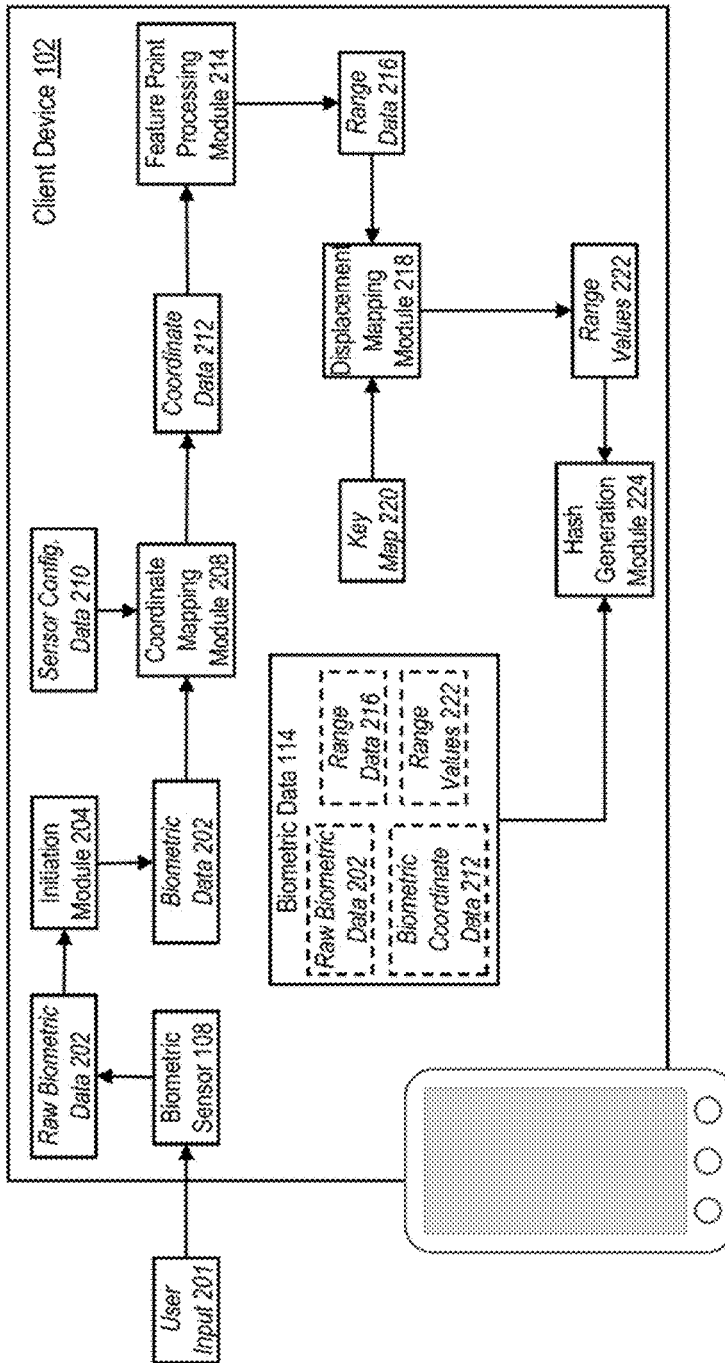 Client Device 102
User
Input 201
Biometric
Sensor 108
Raw Biometric
Data 202
Initiation
Module 204
Biometric
Data 202
Sensor Config.
Data 210
Coordinate
Mapping
Module 208
Coordinate
Data 212
Feature Point
Processing
Module 214
Range
Data 216
Displacement
Mapping
Module 218
Key
Map 220
Range
Values 222
Hash
Generation
Module 224
Biometric Data 114
Raw Biometric
Data 202
Range
Data 216
Biometric
Coordinate
Data 212
Range
Values 222